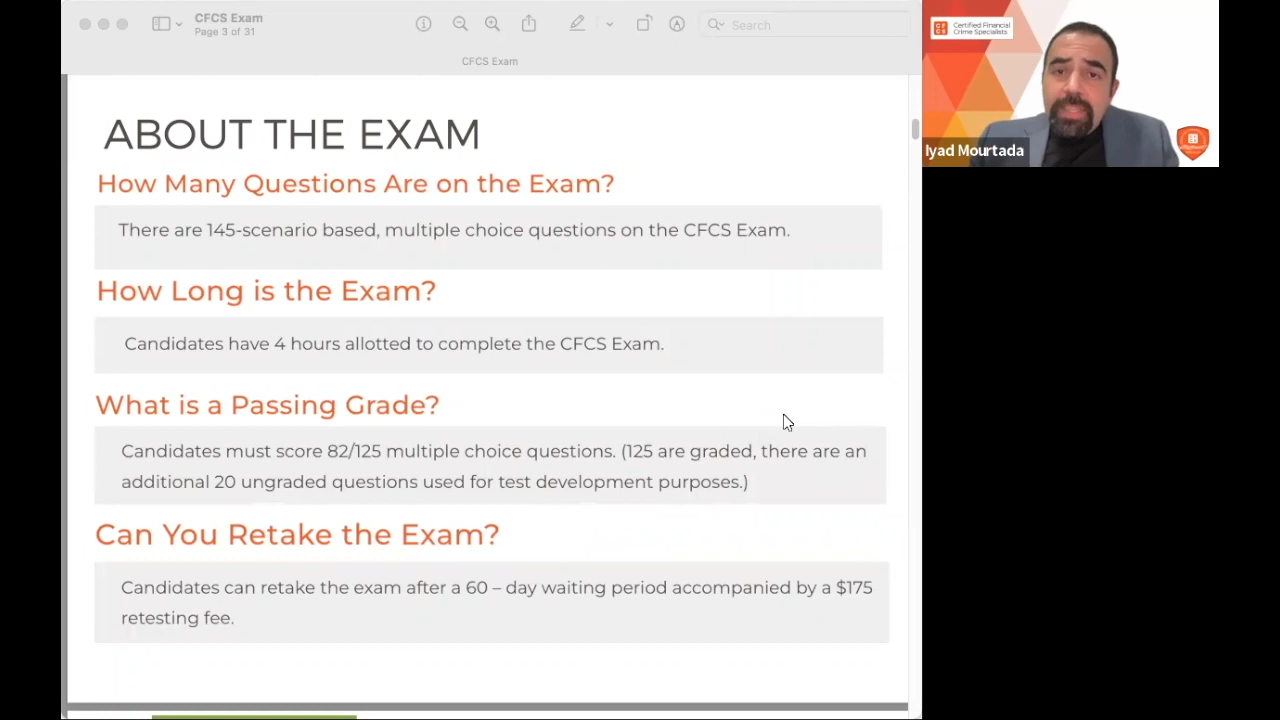 CFCS Exam
Page 3 of 31
Search
CFCS Exam
ABOUT THE EXAM
How Many Questions Are on the Exam?
There are 145-scenario based, multiple choice questions on the CFCS Exam.
How Long is the Exam?
Candidates have 4 hours allotted to complete the CFCS Exam.
What is a Passing Grade?
Candidates must score 82/125 multiple choice questions. (125 are graded, there are an
additional 20 ungraded questions used for test development purposes.)
Can You Retake the Exam?
Candidates can retake the exam after a 60 – day waiting period accompanied by a $175
retesting fee.
Certified Financial
Crime Specialists
Iyad Mourtada